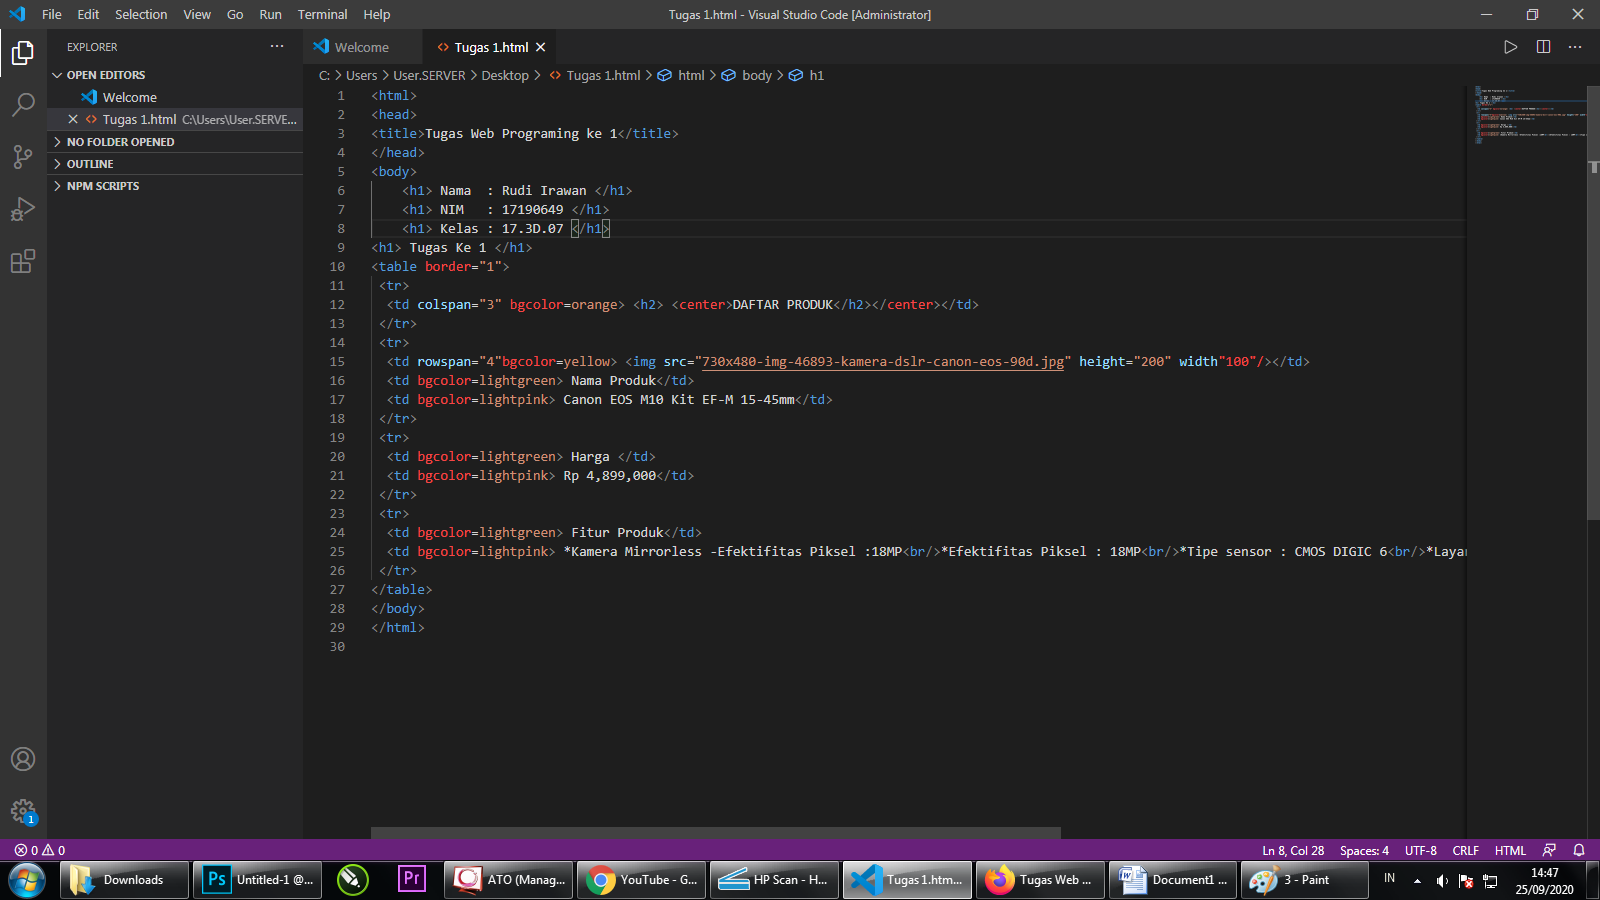 File Edit Selection View Go Run Terminal Help
Tugas 1.html - Visual Studio Code [Administrator]
EXPLORER
OPEN EDITORS
Welcome
Tugas 1.html C:\Users\User.SERVE...
NO FOLDER OPENED
OUTLINE
NPM SCRIPTS
Welcome
Tugas 1.html
C: > Users > User.SERVER > Desktop > Tugas 1.html > html > body > h1
1 <html>
2 <head>
3 <title>Tugas Web Programing ke 1</title>
4 </head>
5 <body>
6 <h1> Nama  : Rudi Irawan </h1>
7 <h1> NIM   : 17190649 </h1>
8 <h1> Kelas : 17.3D.07 </h1>
9 <h1> Tugas Ke 1 </h1>
10 <table border="1">
11 <tr>
12 <td colspan="3" bgcolor=orange> <h2> <center>DAFTAR PRODUK</h2></center></td>
13 </tr>
14 <tr>
15 <td rowspan="4"bgcolor=yellow> <img src="730x480-img-46893-kamera-dslr-canon-eos-90d.jpg" height="200" width"100"/></td>
16 <td bgcolor=lightgreen> Nama Produk</td>
17 <td bgcolor=lightpink> Canon EOS M10 Kit EF-M 15-45mm</td>
18 </tr>
19 <tr>
20 <td bgcolor=lightgreen> Harga </td>
21 <td bgcolor=lightpink> Rp 4,899,000</td>
22 </tr>
23 <tr>
24 <td bgcolor=lightgreen> Fitur Produk</td>
25 <td bgcolor=lightpink> *Kamera Mirrorless -Efektifitas Piksel :18MP<br/>*Efektifitas Piksel : 18MP<br/>*Tipe sensor : CMOS DIGIC 6<br/>*Layar
26 </tr>
27 </table>
28 </body>
29 </html>
30
1
0 0
Ln 8, Col 28 Spaces: 4 UTF-8 CRLF HTML
Downloads
Ps Untitled-1 @...
Pr
ATO (Manag...
YouTube - G...
HP Scan - H...
Tugas 1.htm...
Tugas Web ...
Document1 ...
3 - Paint
IN
14:47
25/09/2020